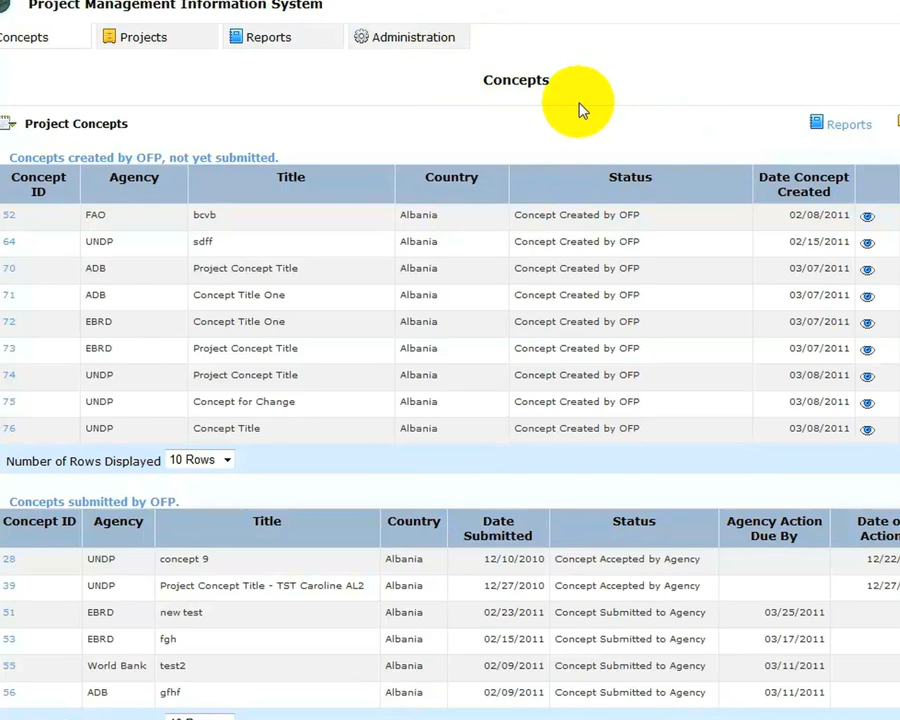 Project Management Information System
Concepts Projects Reports Administration
Concepts
Project Concepts Reports
Concepts created by OFP, not yet submitted.
Concept ID Agency Title Country Status Date Concept Created
52 FAO bcvb Albania Concept Created by OFP 02/08/2011
64 UNDP sdff Albania Concept Created by OFP 02/15/2011
70 ADB Project Concept Title Albania Concept Created by OFP 03/07/2011
71 ADB Concept Title One Albania Concept Created by OFP 03/07/2011
72 EBRD Concept Title One Albania Concept Created by OFP 03/07/2011
73 EBRD Project Concept Title Albania Concept Created by OFP 03/07/2011
74 UNDP Project Concept Title Albania Concept Created by OFP 03/08/2011
75 UNDP Concept for Change Albania Concept Created by OFP 03/08/2011
76 UNDP Concept Title Albania Concept Created by OFP 03/08/2011
Number of Rows Displayed 10 Rows
Concepts submitted by OFP.
Concept ID Agency Title Country Date Submitted Status Agency Action Due By Date o Action
28 UNDP concept 9 Albania 12/10/2010 Concept Accepted by Agency 12/22/
39 UNDP Project Concept Title - TST Caroline AL2 Albania 12/27/2010 Concept Accepted by Agency 12/27/
51 EBRD new test Albania 02/23/2011 Concept Submitted to Agency 03/25/2011
53 EBRD fgh Albania 02/15/2011 Concept Submitted to Agency 03/17/2011
55 World Bank test2 Albania 02/09/2011 Concept Submitted to Agency 03/11/2011
56 ADB gfhf Albania 02/09/2011 Concept Submitted to Agency 03/11/2011